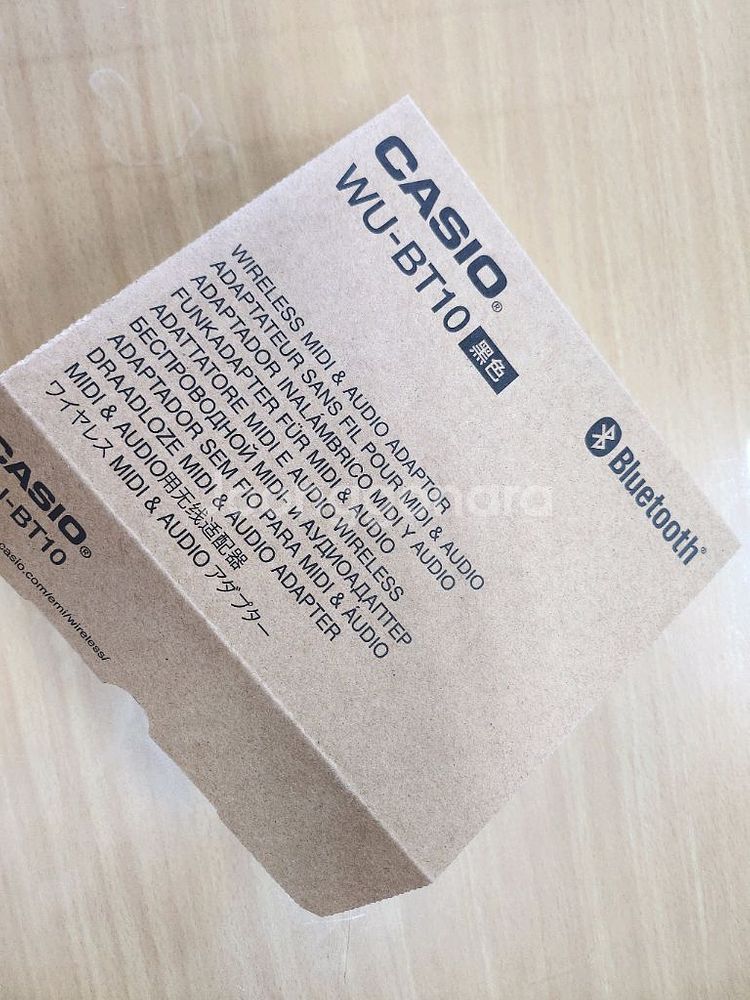 CASIO®
WU-BT10 黑色
WIRELESS MIDI & AUDIO ADAPTOR
ADAPTATEUR SANS FIL POUR MIDI & AUDIO
ADAPTADOR INALÁMBRICO MIDI Y AUDIO
FUNKADAPTER FÜR MIDI & AUDIO
ADATTATORE MIDI E AUDIO WIRELESS
БЕСПРОВОДНОЙ MIDI- И АУДИОАДАПТЕР
ADAPTADOR SEM FIO PARA MIDI & ÁUDIO
DRAADLOZE MIDI & AUDIO ADAPTER
MIDI & AUDIO用无线适配器
ワイヤレス MIDI & AUDIO アダプター
Bluetooth®
CASIO®
casio.com/emi/wireless/